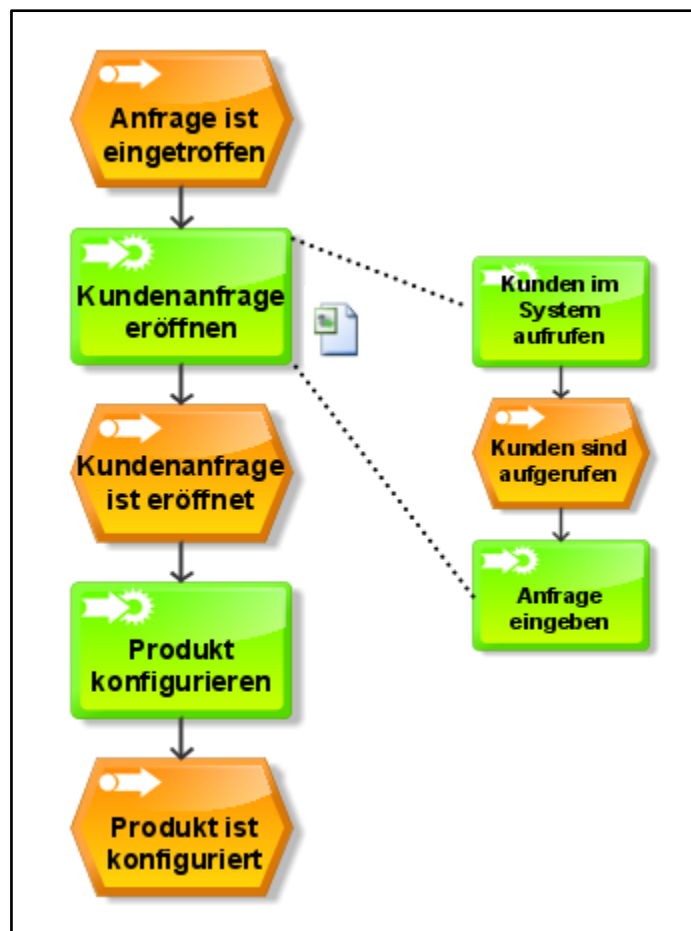 Anfrage ist
eingetroffen
Kundenanfrage
eröffnen
Kundenanfrage
ist eröffnet
Produkt
konfigurieren
Produkt ist
konfiguriert
Kunden im
System
aufrufen
Kunden sind
aufgerufen
Anfrage
eingeben